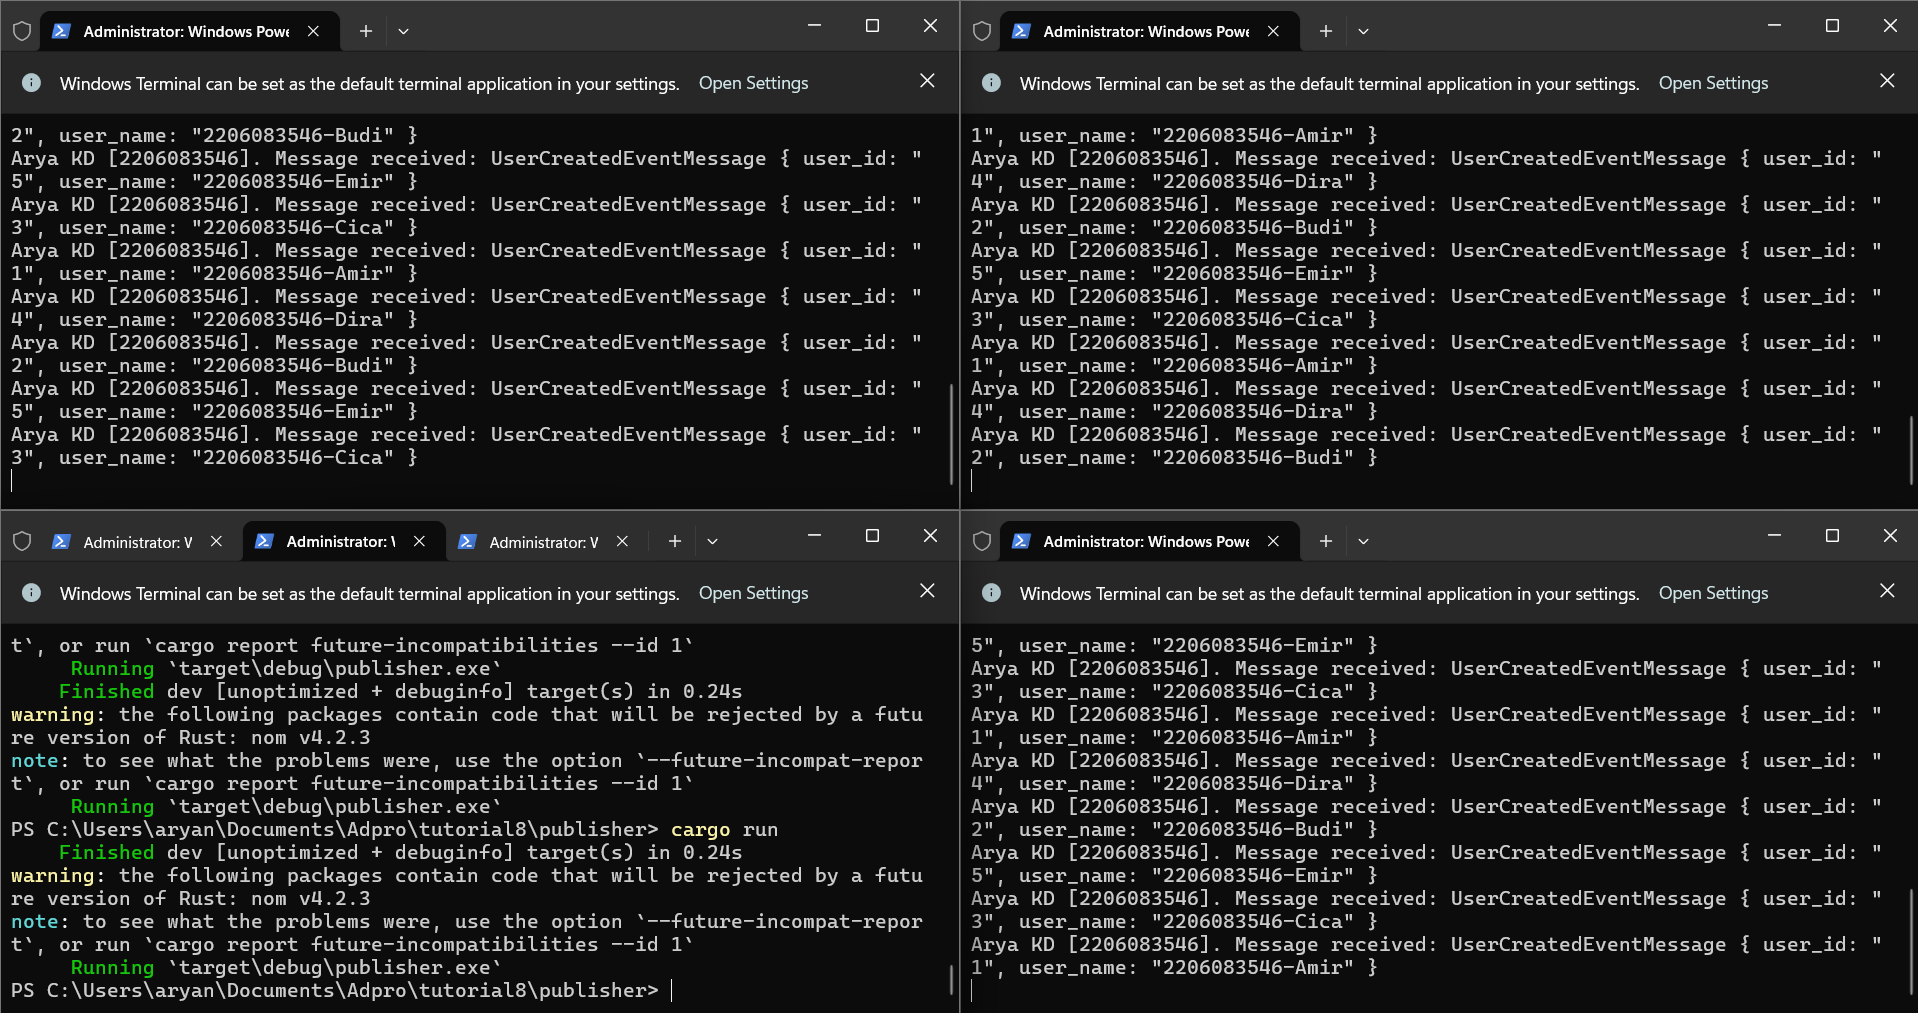 Administrator: Windows Powe
Windows Terminal can be set as the default terminal application in your settings. Open Settings
2", user_name: "2206083546-Budi" }
Arya KD [2206083546]. Message received: UserCreatedEventMessage { user_id: "
5", user_name: "2206083546-Emir" }
Arya KD [2206083546]. Message received: UserCreatedEventMessage { user_id: "
3", user_name: "2206083546-Cica" }
Arya KD [2206083546]. Message received: UserCreatedEventMessage { user_id: "
1", user_name: "2206083546-Amir" }
Arya KD [2206083546]. Message received: UserCreatedEventMessage { user_id: "
4", user_name: "2206083546-Dira" }
Arya KD [2206083546]. Message received: UserCreatedEventMessage { user_id: "
2", user_name: "2206083546-Budi" }
Arya KD [2206083546]. Message received: UserCreatedEventMessage { user_id: "
5", user_name: "2206083546-Emir" }
Arya KD [2206083546]. Message received: UserCreatedEventMessage { user_id: "
3", user_name: "2206083546-Cica" }
Administrator: Windows Powe
Windows Terminal can be set as the default terminal application in your settings. Open Settings
1", user_name: "2206083546-Amir" }
Arya KD [2206083546]. Message received: UserCreatedEventMessage { user_id: "
4", user_name: "2206083546-Dira" }
Arya KD [2206083546]. Message received: UserCreatedEventMessage { user_id: "
2", user_name: "2206083546-Budi" }
Arya KD [2206083546]. Message received: UserCreatedEventMessage { user_id: "
5", user_name: "2206083546-Emir" }
Arya KD [2206083546]. Message received: UserCreatedEventMessage { user_id: "
3", user_name: "2206083546-Cica" }
Arya KD [2206083546]. Message received: UserCreatedEventMessage { user_id: "
1", user_name: "2206083546-Amir" }
Arya KD [2206083546]. Message received: UserCreatedEventMessage { user_id: "
4", user_name: "2206083546-Dira" }
Arya KD [2206083546]. Message received: UserCreatedEventMessage { user_id: "
2", user_name: "2206083546-Budi" }
Administrator: W Administrator: W Administrator: W
Windows Terminal can be set as the default terminal application in your settings. Open Settings
t`, or run `cargo report future-incompatibilities --id 1`
Running `target\debug\publisher.exe`
Finished dev [unoptimized + debuginfo] target(s) in 0.24s
warning: the following packages contain code that will be rejected by a futu
re version of Rust: nom v4.2.3
note: to see what the problems were, use the option `--future-incompat-repor
t`, or run `cargo report future-incompatibilities --id 1`
Running `target\debug\publisher.exe`
PS C:\Users\aryan\Documents\Adpro\tutorial8\publisher> cargo run
Finished dev [unoptimized + debuginfo] target(s) in 0.24s
warning: the following packages contain code that will be rejected by a futu
re version of Rust: nom v4.2.3
note: to see what the problems were, use the option `--future-incompat-repor
t`, or run `cargo report future-incompatibilities --id 1`
Running `target\debug\publisher.exe`
PS C:\Users\aryan\Documents\Adpro\tutorial8\publisher>
Administrator: Windows Powe
Windows Terminal can be set as the default terminal application in your settings. Open Settings
5", user_name: "2206083546-Emir" }
Arya KD [2206083546]. Message received: UserCreatedEventMessage { user_id: "
3", user_name: "2206083546-Cica" }
Arya KD [2206083546]. Message received: UserCreatedEventMessage { user_id: "
1", user_name: "2206083546-Amir" }
Arya KD [2206083546]. Message received: UserCreatedEventMessage { user_id: "
4", user_name: "2206083546-Dira" }
Arya KD [2206083546]. Message received: UserCreatedEventMessage { user_id: "
2", user_name: "2206083546-Budi" }
Arya KD [2206083546]. Message received: UserCreatedEventMessage { user_id: "
5", user_name: "2206083546-Emir" }
Arya KD [2206083546]. Message received: UserCreatedEventMessage { user_id: "
3", user_name: "2206083546-Cica" }
Arya KD [2206083546]. Message received: UserCreatedEventMessage { user_id: "
1", user_name: "2206083546-Amir" }